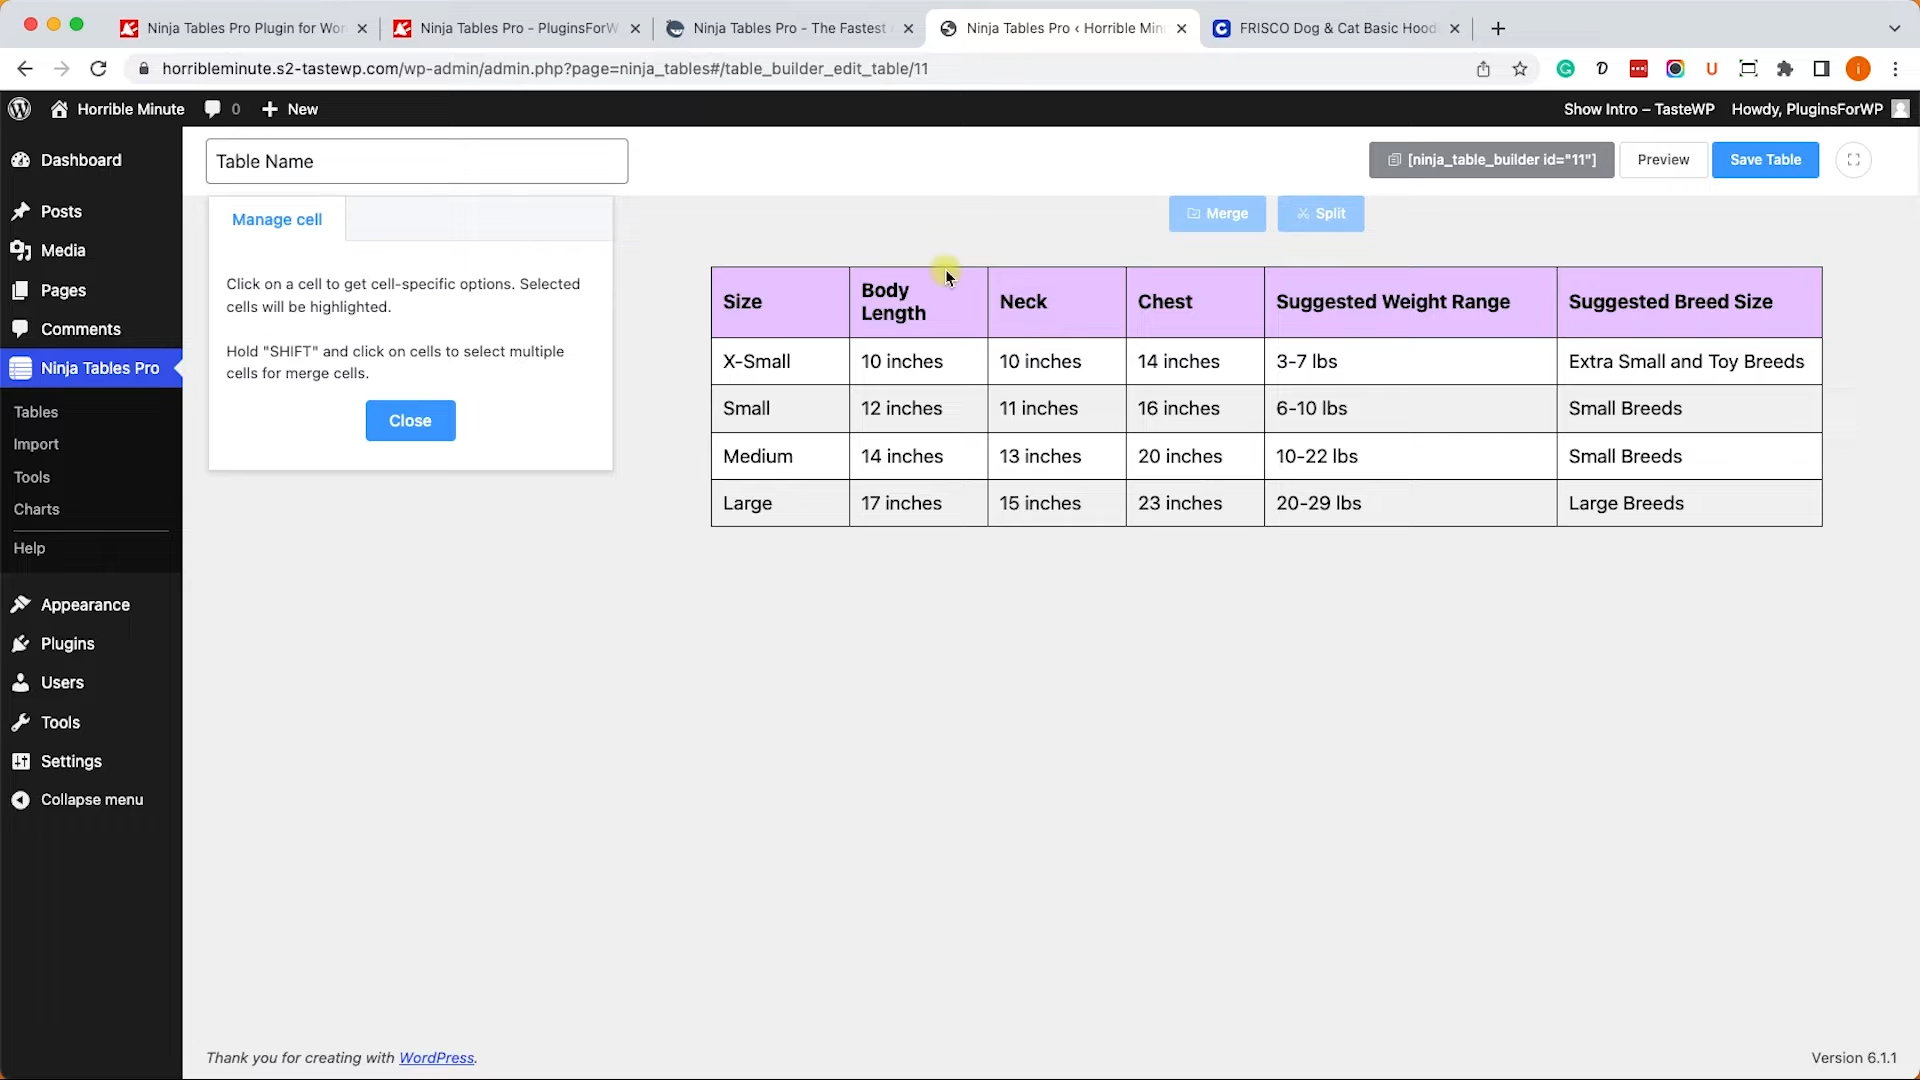 Ninja Tables Pro Plugin for Wor
Ninja Tables Pro - PluginsForW
Ninja Tables Pro - The Fastest
Ninja Tables Pro ‹ Horrible Min
FRISCO Dog & Cat Basic Hood
horribleminute.s2-tastewp.com/wp-admin/admin.php?page=ninja_tables#/table_builder_edit_table/11
Horrible Minute
0
New
Show Intro – TasteWP
Howdy, PluginsForWP
Dashboard
Posts
Media
Pages
Comments
Ninja Tables Pro
Tables
Import
Tools
Charts
Help
Appearance
Plugins
Users
Tools
Settings
Collapse menu
Table Name
[ninja_table_builder id="11"]
Preview
Save Table
Manage cell
Click on a cell to get cell-specific options. Selected
cells will be highlighted.
Hold "SHIFT" and click on cells to select multiple
cells for merge cells.
Close
Merge
Split
Size Body Length Neck Chest Suggested Weight Range Suggested Breed Size
X-Small 10 inches 10 inches 14 inches 3-7 lbs Extra Small and Toy Breeds
Small 12 inches 11 inches 16 inches 6-10 lbs Small Breeds
Medium 14 inches 13 inches 20 inches 10-22 lbs Small Breeds
Large 17 inches 15 inches 23 inches 20-29 lbs Large Breeds
Thank you for creating with WordPress.
Version 6.1.1